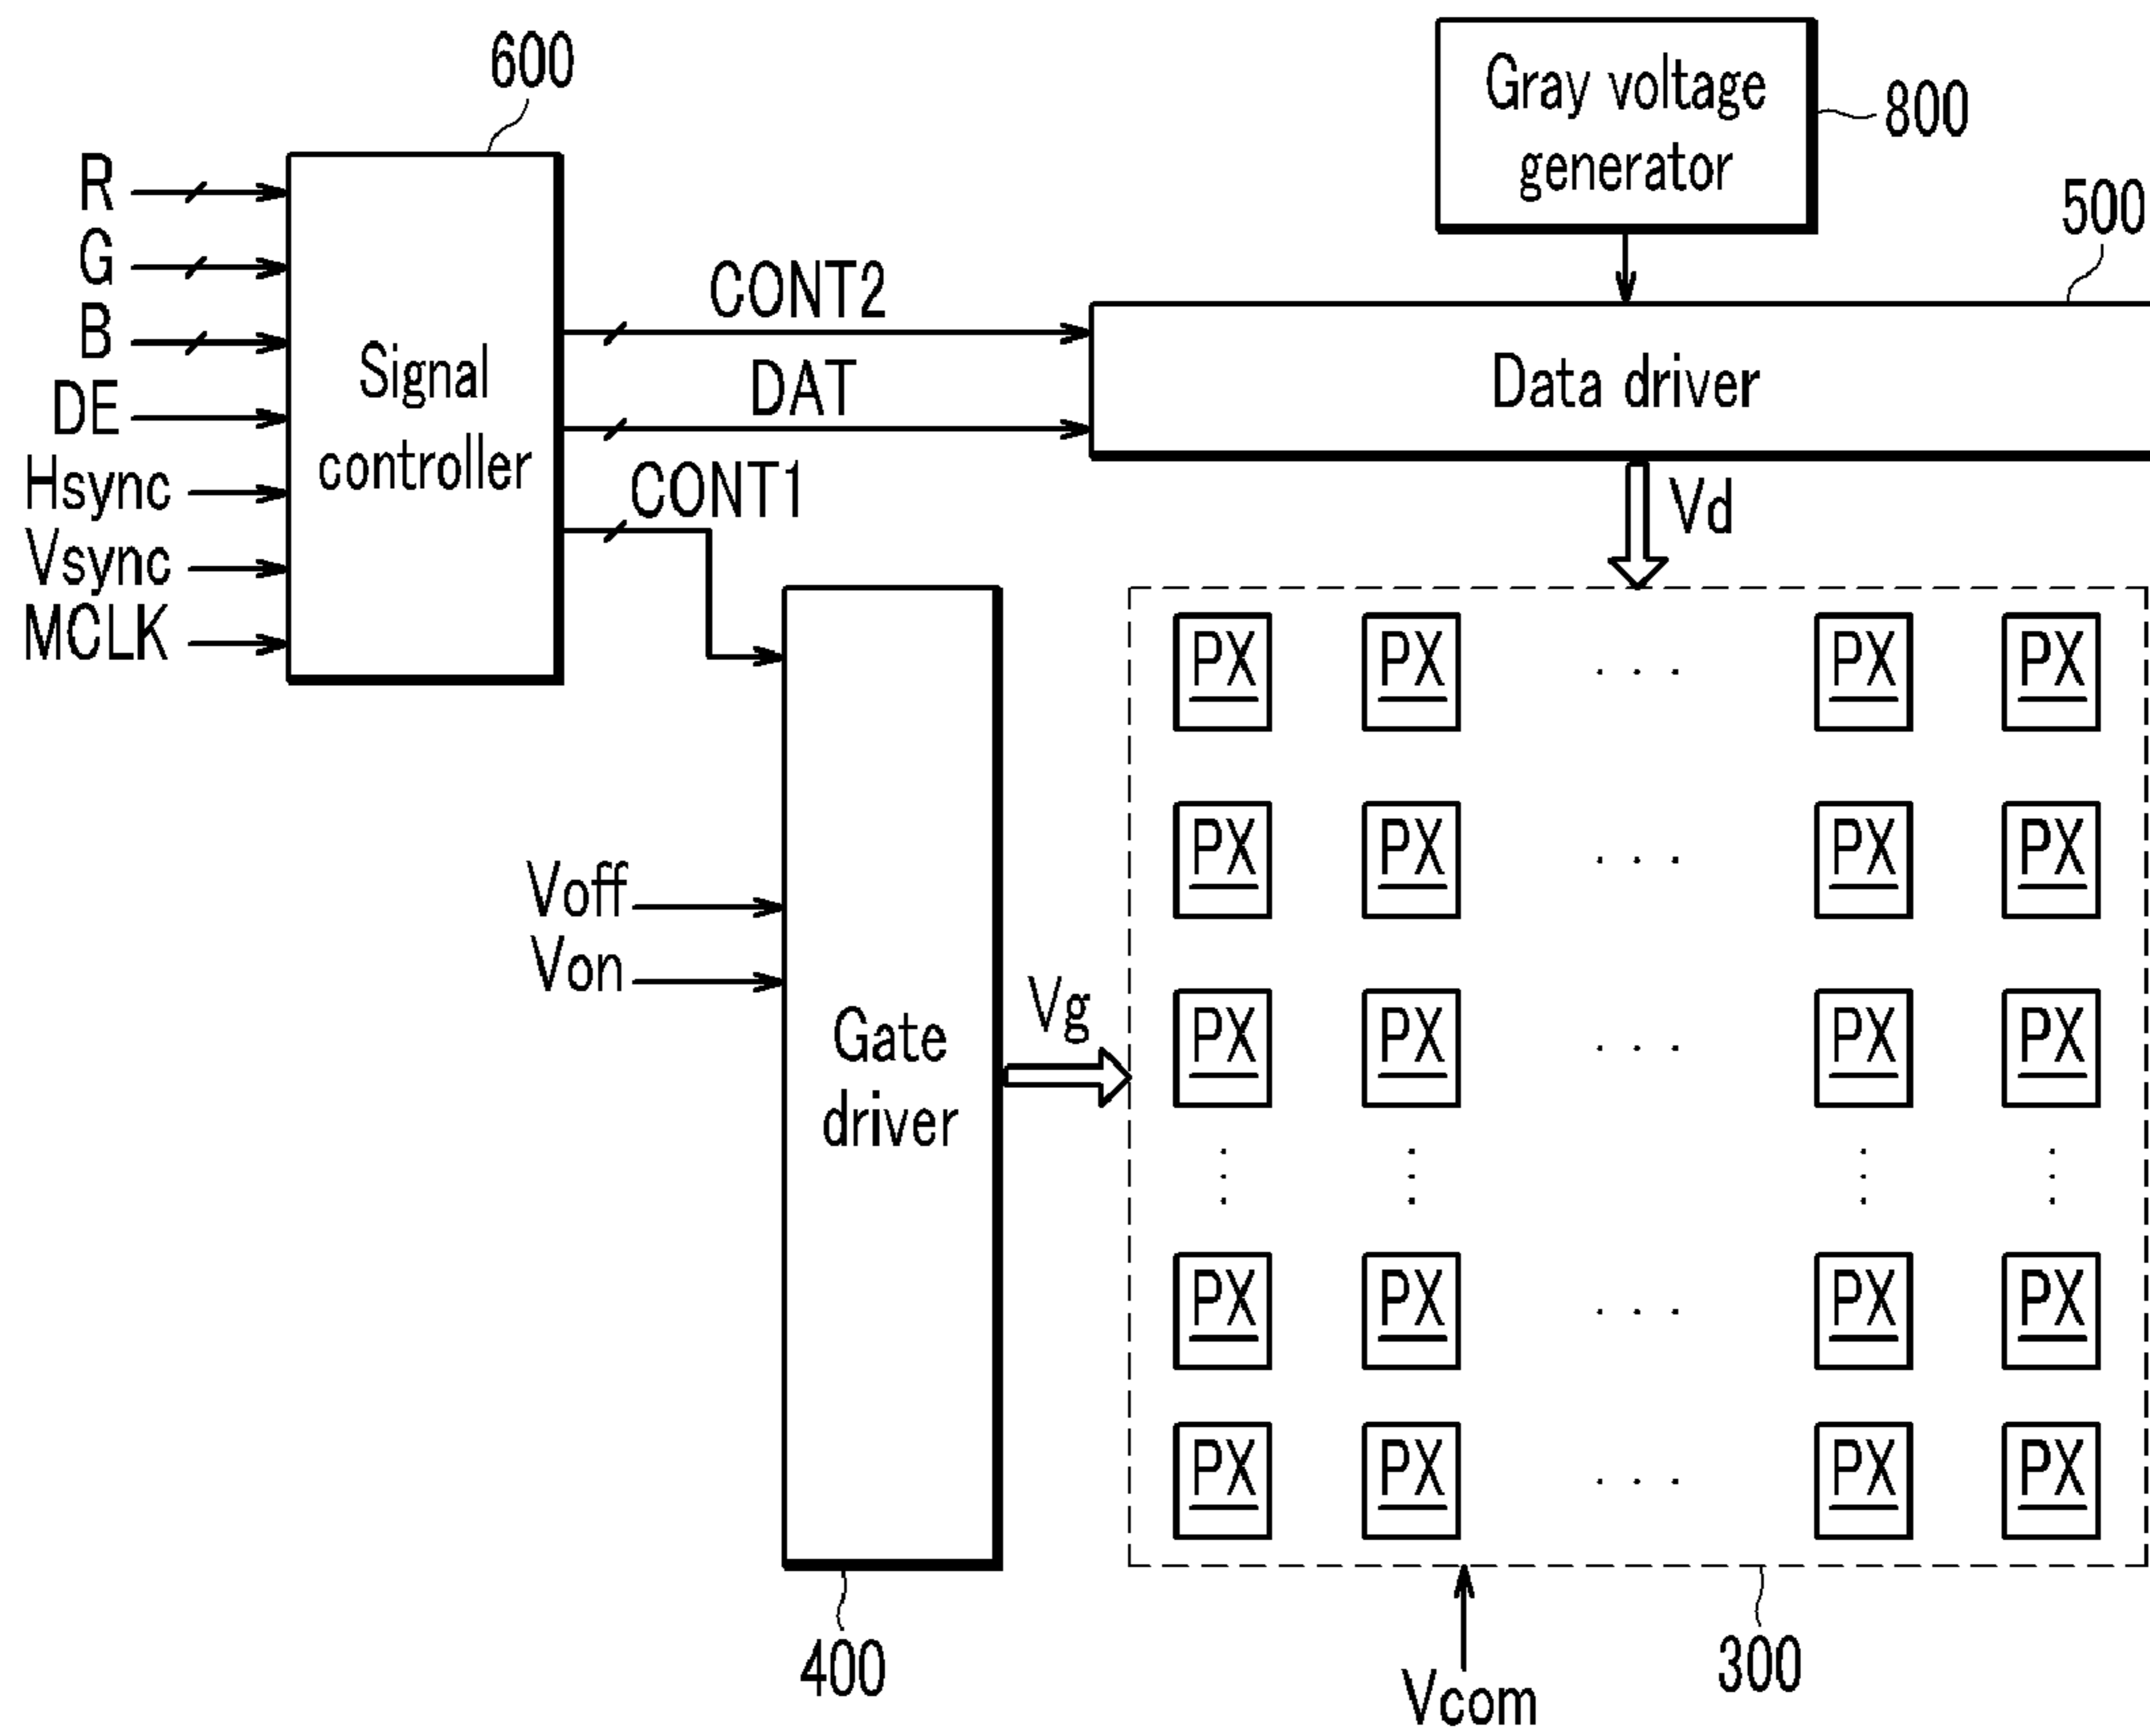 600
Gray voltage
generator
800
500
R
G
B
DE
Hsync
Vsync
MCLK
Signal
controller
CONT2
DAT
CONT1
Data driver
Vd
PX PX . . . PX PX
PX PX . . . PX PX
PX PX . . . PX PX
PX PX . . . PX PX
PX PX . . . PX PX
Voff
Von
Gate
driver
Vg
400
Vcom
300